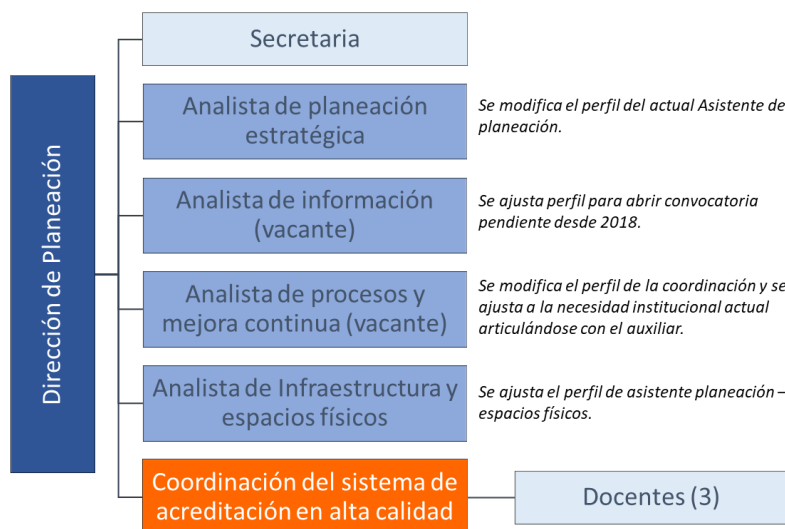 Dirección de Planeación
Secretaria
Analista de planeación
estratégica
Se modifica el perfil del actual Asistente de
planeación.
Analista de información
(vacante)
Se ajusta perfil para abrir convocatoria
pendiente desde 2018.
Analista de procesos y
mejora continua (vacante)
Se modifica el perfil de la coordinación y se
ajusta a la necesidad institucional actual
articulándose con el auxiliar.
Analista de Infraestructura y
espacios físicos
Se ajusta el perfil de asistente planeación –
espacios físicos.
Coordinación del sistema de
acreditación en alta calidad
Docentes (3)